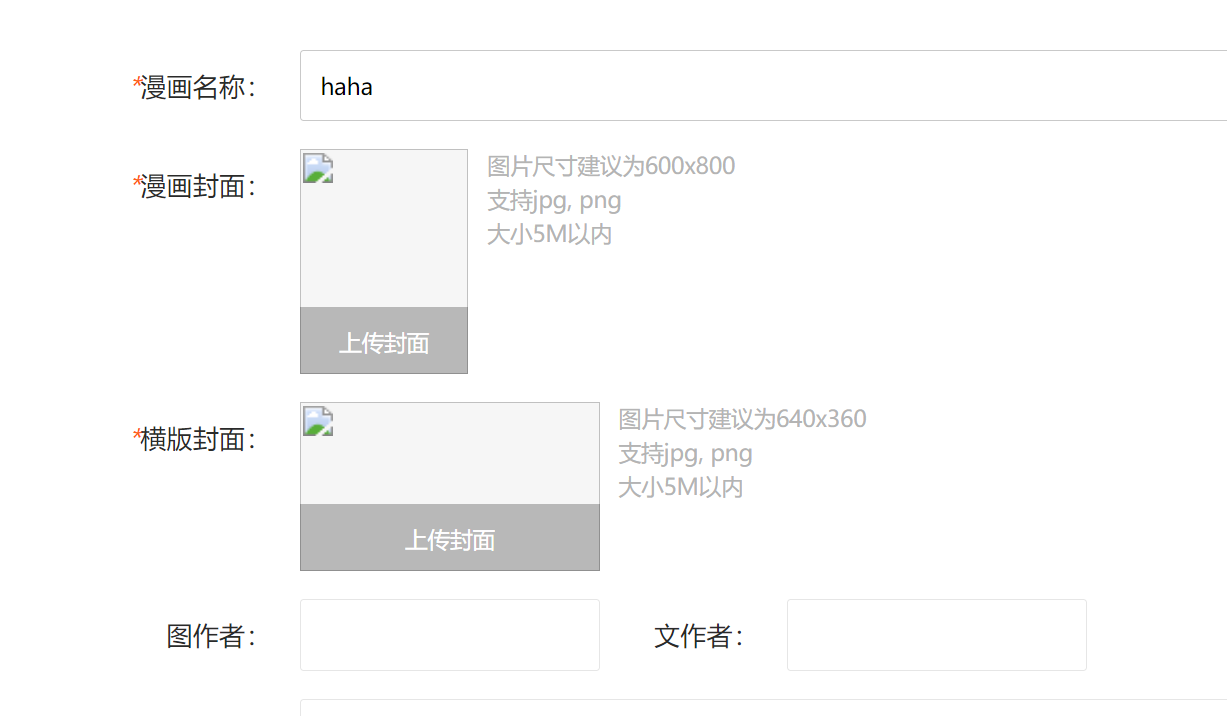 *漫画名称：
haha
*漫画封面：
图片尺寸建议为600x800
支持jpg, png
大小5M以内
上传封面
*横版封面：
图片尺寸建议为640x360
支持jpg, png
大小5M以内
上传封面
图作者：
文作者：